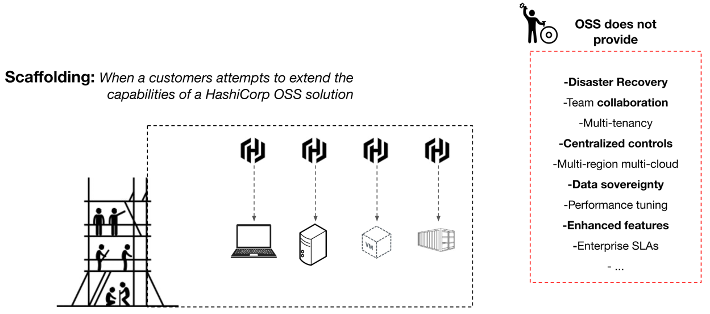 OSS does not
provide
Scaffolding: When a customers attempts to extend the
capabilities of a HashiCorp OSS solution
-Disaster Recovery
-Team collaboration
-Multi-tenancy
-Centralized controls
-Multi-region multi-cloud
-Data sovereignty
-Performance tuning
-Enhanced features
-Enterprise SLAs
- ...
VM